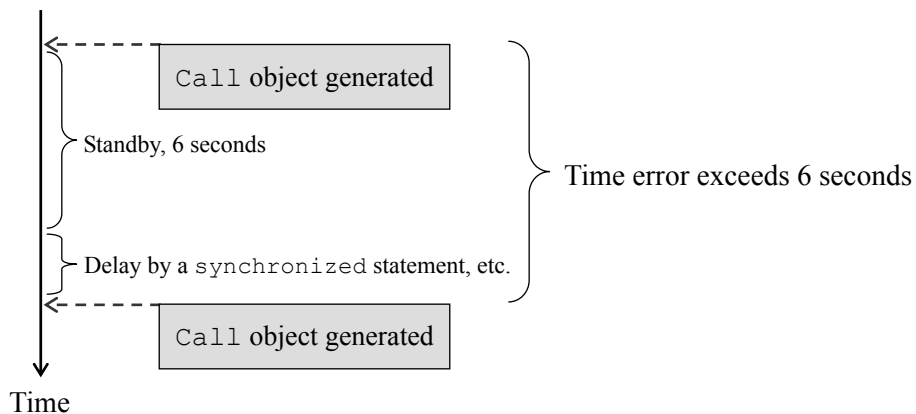 Call object generated
Standby, 6 seconds
Time error exceeds 6 seconds
Delay by a synchronized statement, etc.
Call object generated
Time